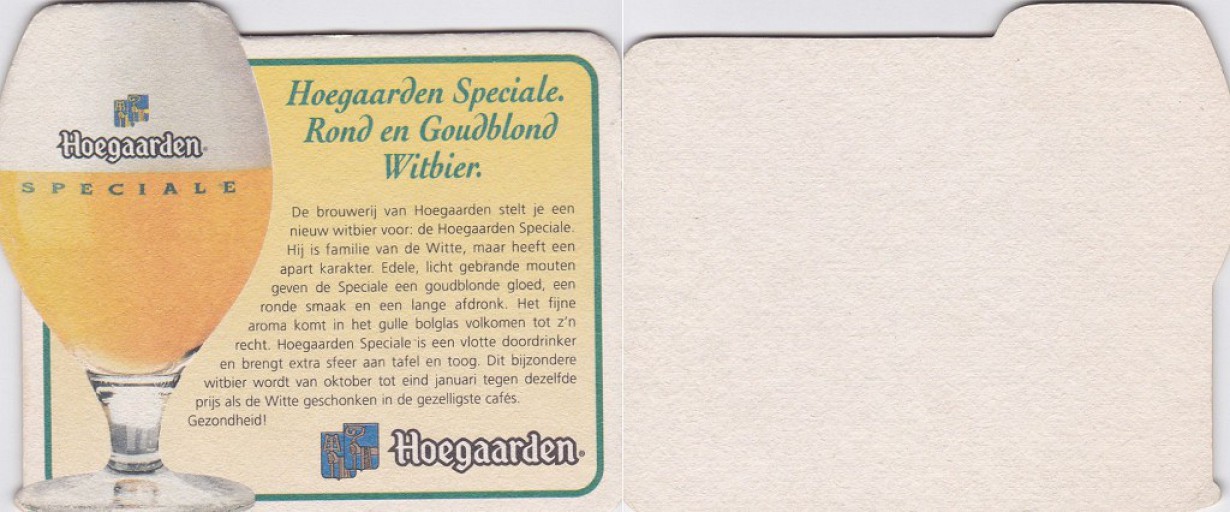 Hoegaarden
SPECIALE
Hoegaarden Speciale.
Rond en Goudblond
Witbier.
De brouwerij van Hoegaarden stelt je een
nieuw witbier voor: de Hoegaarden Speciale.
Hij is familie van de Witte, maar heeft een
apart karakter. Edele, licht gebrande mouten
geven de Speciale een goudblonde gloed, een
ronde smaak en een lange afdronk. Het fijne
aroma komt in het gulle bolglas volkomen tot z'n
recht. Hoegaarden Speciale is een vlotte doordrinker
en brengt extra sfeer aan tafel en toog. Dit bijzondere
witbier wordt van oktober tot eind januari tegen dezelfde
prijs als de Witte geschonken in de gezelligste cafés.
Gezondheid!
Hoegaarden®